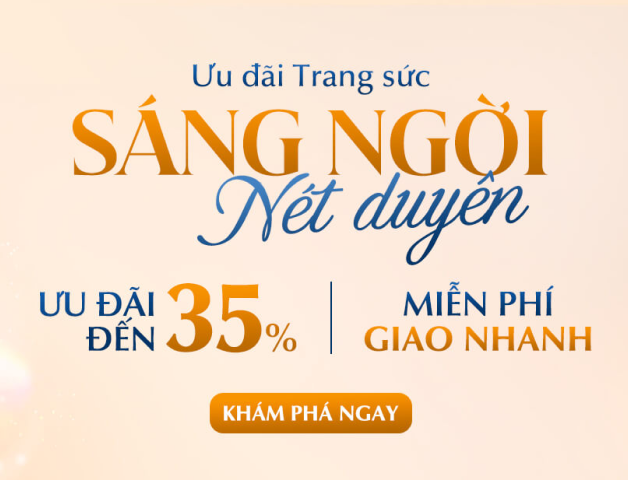 Ưu đãi Trang sức
SÁNG NGỜI
Nét duyên
ƯU ĐÃI
ĐẾN 35%
MIỄN PHÍ
GIAO NHANH
KHÁM PHÁ NGAY